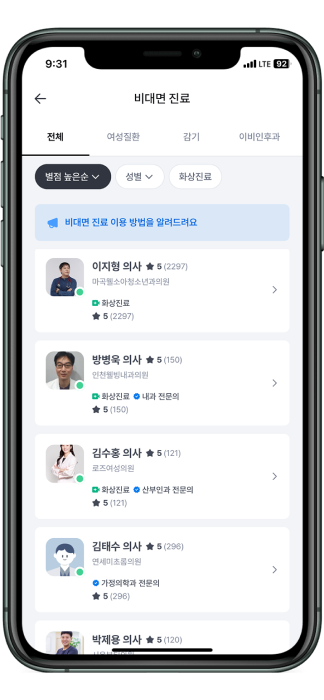 9:31
LTE 92
비대면 진료
전체 여성질환 감기 이비인후과
별점 높은순 성별 화상진료
비대면 진료 이용 방법을 알려드려요
이지형 의사 ★ 5 (2297)
마곡웰소아청소년과의원
화상진료
★ 5 (2297)
방병욱 의사 ★ 5 (150)
인천웰빙내과의원
화상진료 내과 전문의
★ 5 (150)
김수홍 의사 ★ 5 (121)
로즈여성의원
화상진료 산부인과 전문의
★ 5 (121)
김태수 의사 ★ 5 (296)
연세미초롬의원
가정의학과 전문의
★ 5 (296)
박제용 의사 ★ 5 (120)